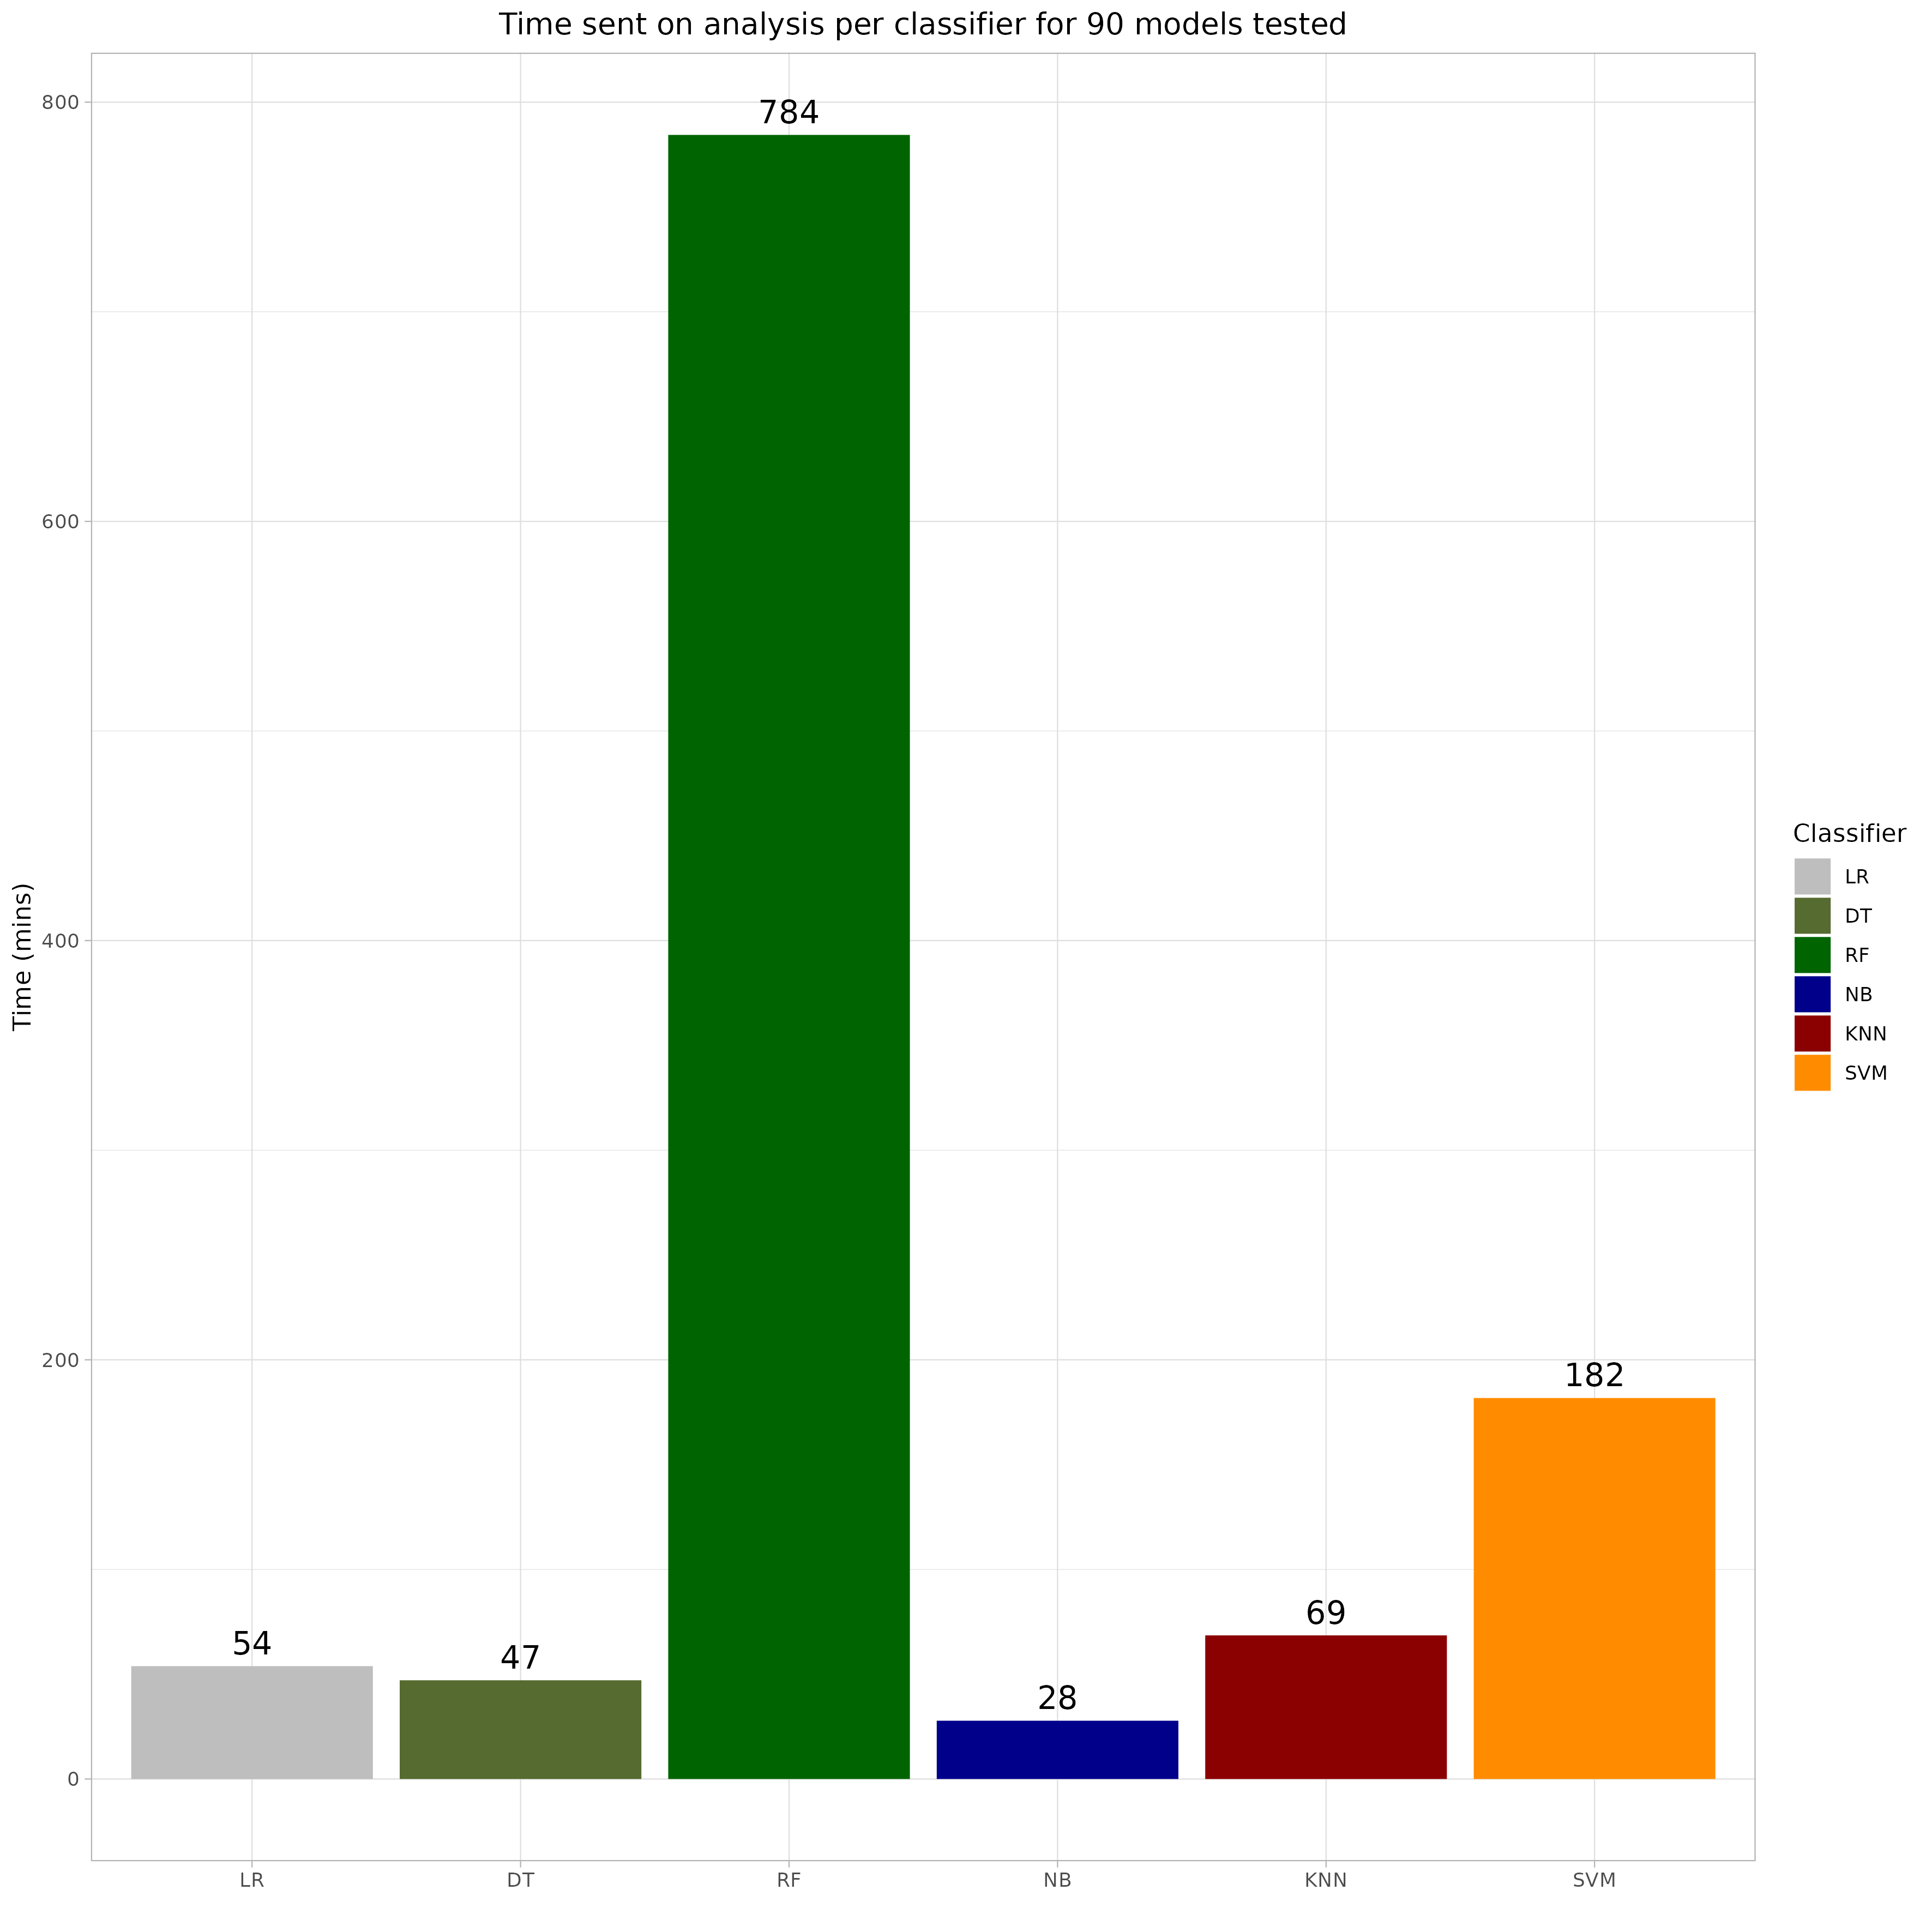 Time sent on analysis per classifier for 90 models tested
Time (mins)
800
600
400
200
0
54
47
784
28
69
182
LR
DT
RF
NB
KNN
SVM
Classifier
LR
DT
RF
NB
KNN
SVM